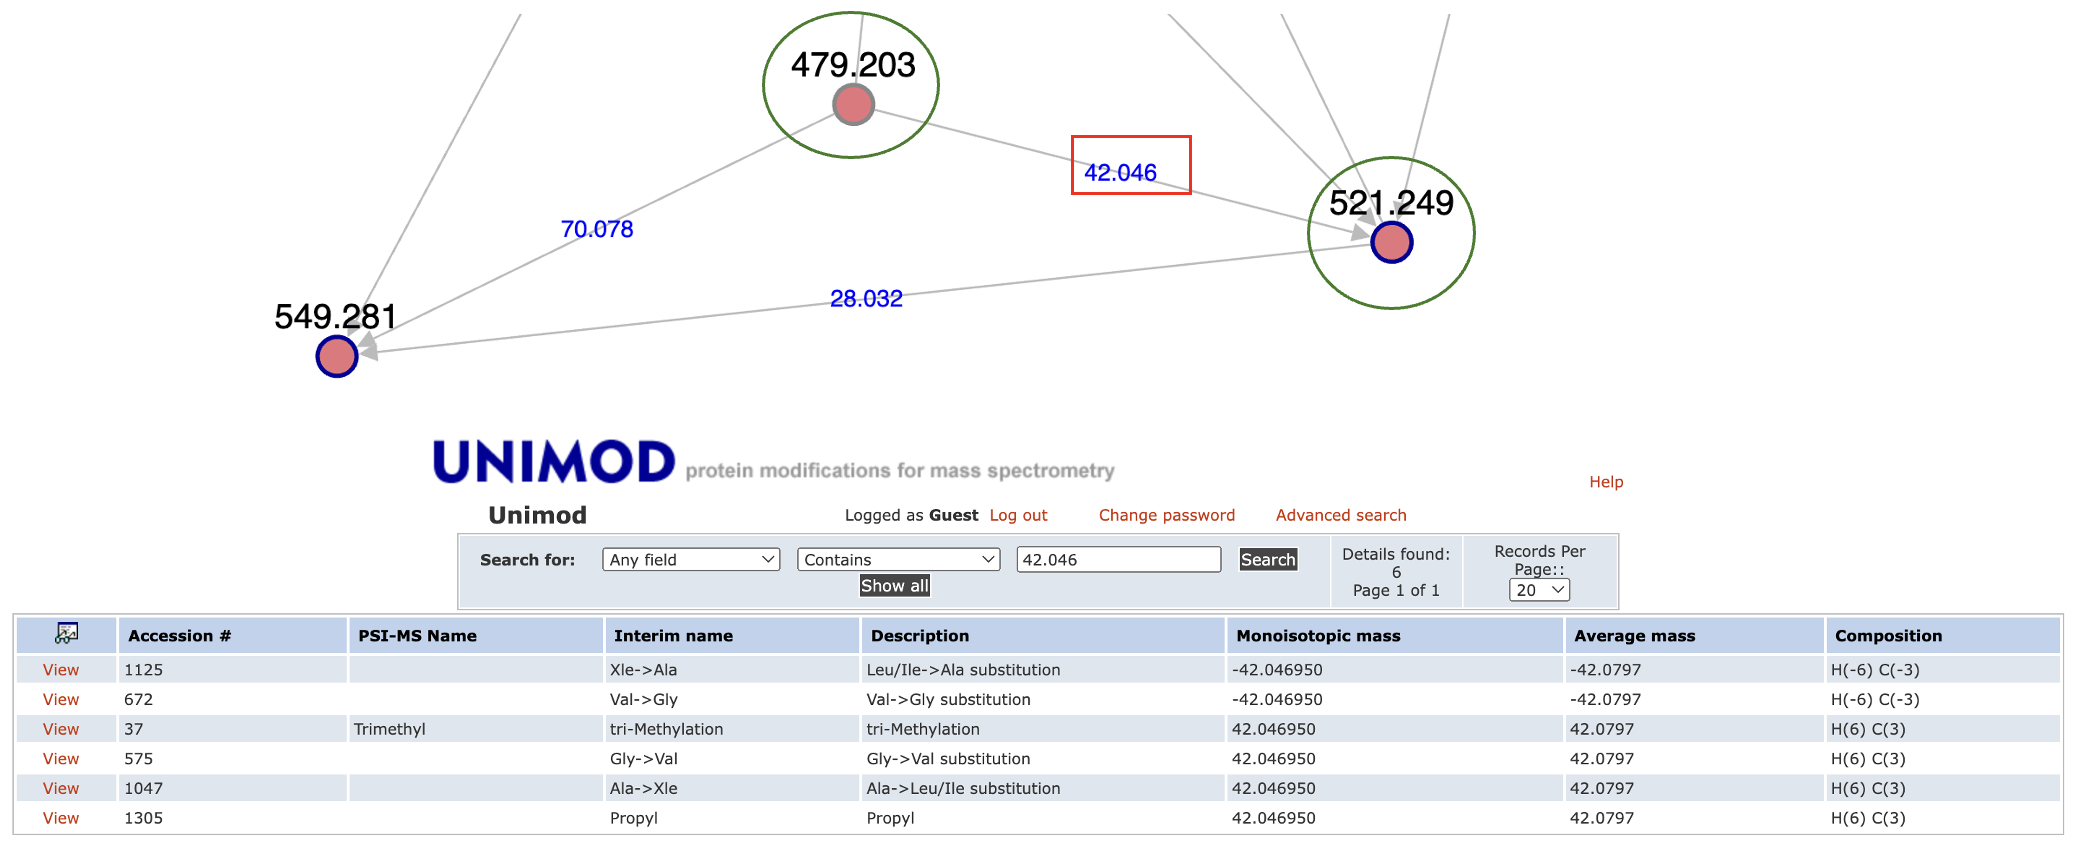 479.203
42.046
521.249
70.078
28.032
549.281
UNIMOD protein modifications for mass spectrometry
Help
Unimod Logged as Guest Log out Change password Advanced search
Search for: Any field Contains 42.046 Search
Show all
Details found:
6
Page 1 of 1
Records Per
Page::
20
Accession # PSI-MS Name Interim name Description Monoisotopic mass Average mass Composition
View 1125 Xle->Ala Leu/Ile->Ala substitution -42.046950 -42.0797 H(-6) C(-3)
View 672 Val->Gly Val->Gly substitution -42.046950 -42.0797 H(-6) C(-3)
View 37 Trimethyl tri-Methylation tri-Methylation 42.046950 42.0797 H(6) C(3)
View 575 Gly->Val Gly->Val substitution 42.046950 42.0797 H(6) C(3)
View 1047 Ala->Xle Ala->Leu/Ile substitution 42.046950 42.0797 H(6) C(3)
View 1305 Propyl Propyl 42.046950 42.0797 H(6) C(3)